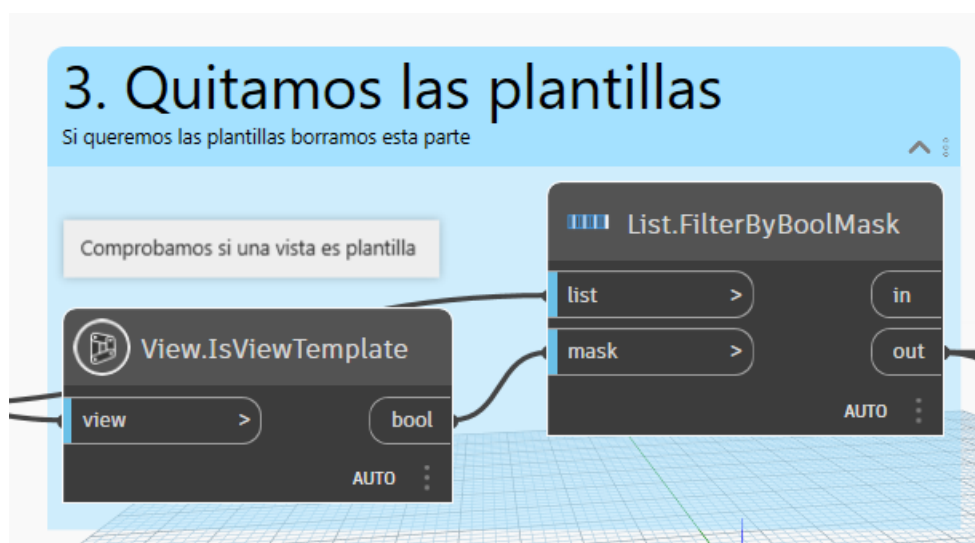 3. Quitamos las plantillas
Si queremos las plantillas borramos esta parte
Comprobamos si una vista es plantilla
List.FilterByBoolMask
list > in
mask > out
AUTO
View.IsViewTemplate
view > bool
AUTO